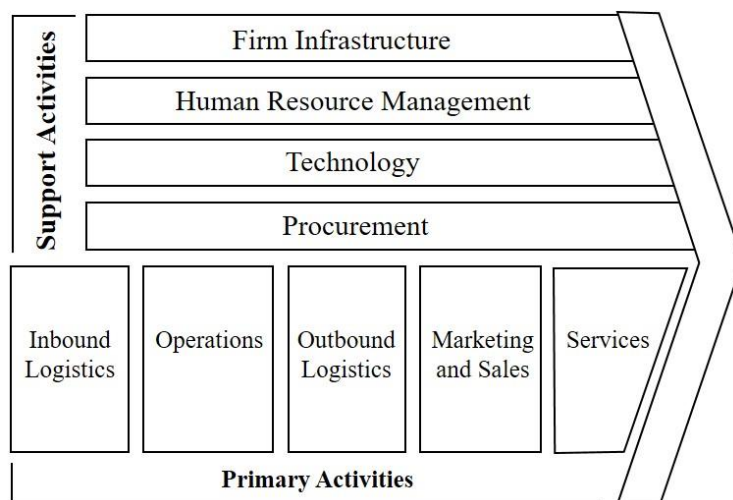 Support Activities
Firm Infrastructure
Human Resource Management
Technology
Procurement
Inbound
Logistics
Operations
Outbound
Logistics
Marketing
and Sales
Services
Primary Activities